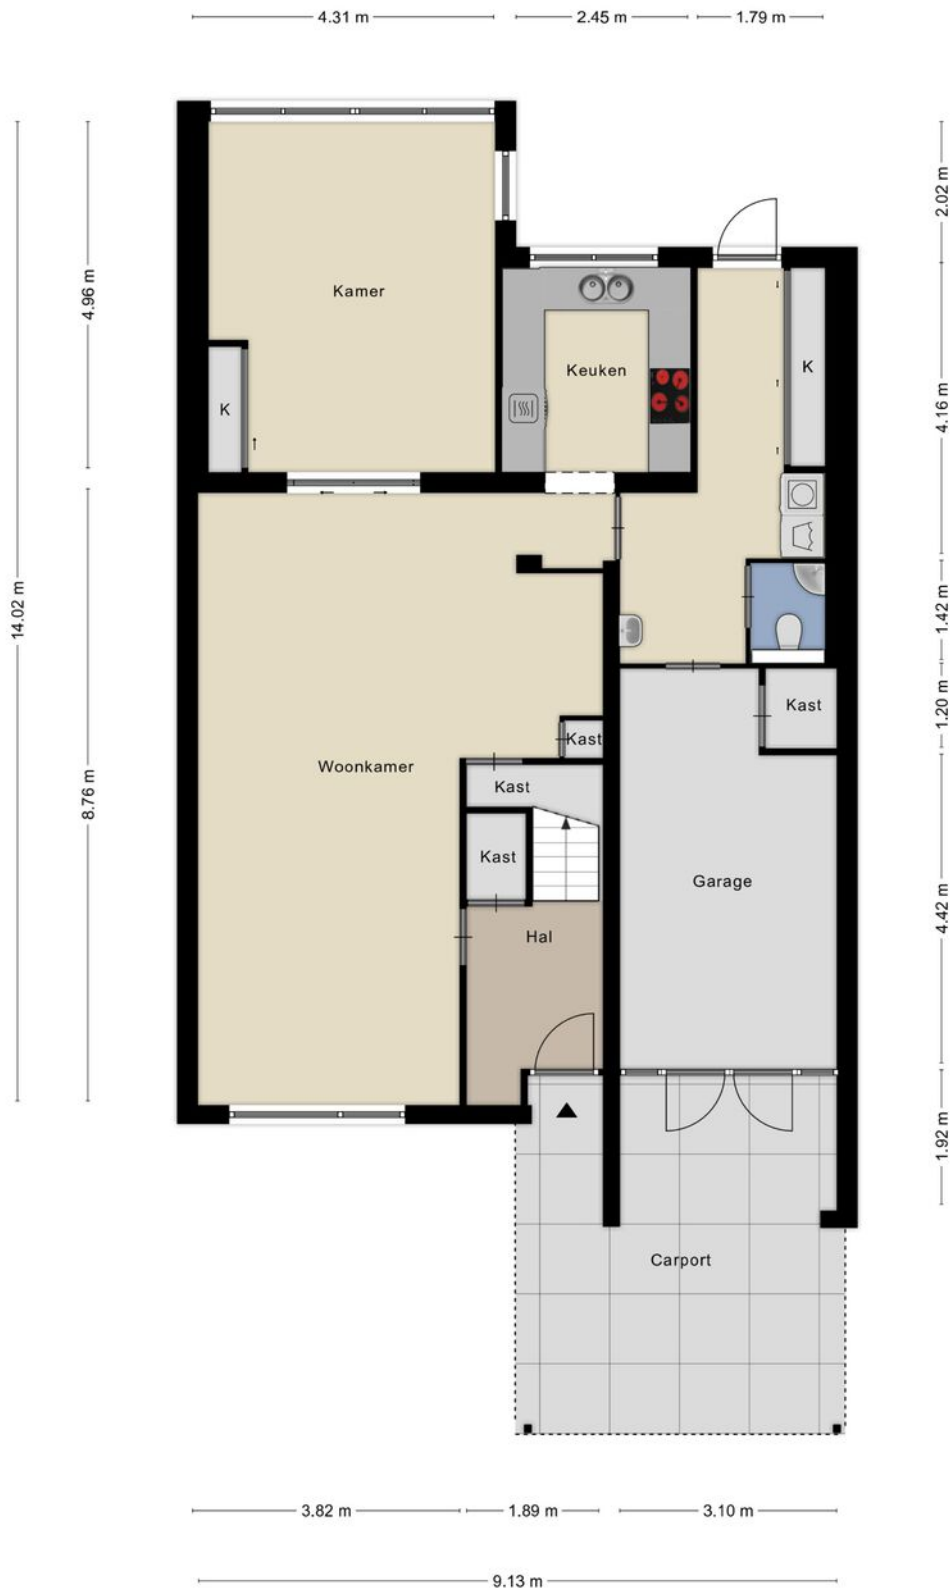 4.31 m
2.45 m
1.79 m
2.02 m
4.96 m
Kamer
Keuken
K
K
4.16 m
14.02 m
1.42 m
1.20 m
Kast
Kast
Woonkamer
8.76 m
Kast
Kast
Garage
4.42 m
Hal
1.92 m
Carport
3.82 m
1.89 m
3.10 m
9.13 m